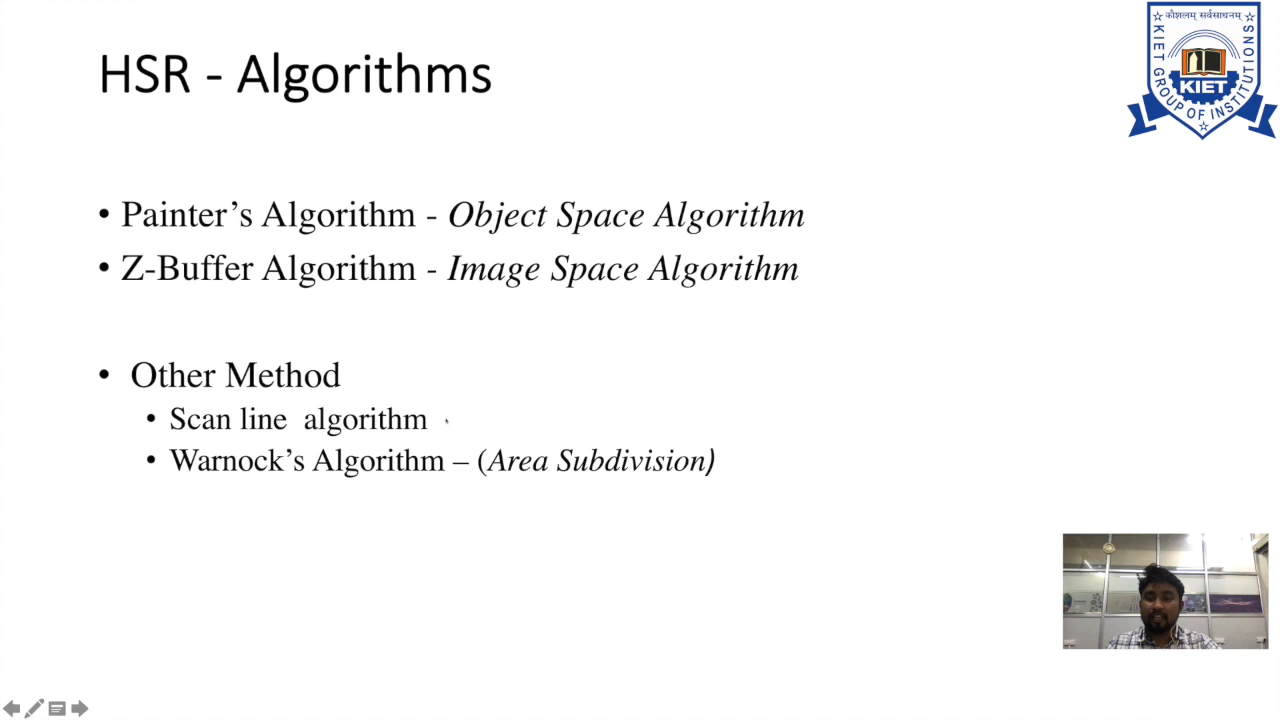 HSR - Algorithms
कौशलम् सर्वसाधनम्
KIET GROUP OF INSTITUTIONS
KIET
• Painter’s Algorithm - Object Space Algorithm
• Z-Buffer Algorithm - Image Space Algorithm
• Other Method
• Scan line algorithm
• Warnock’s Algorithm – (Area Subdivision)